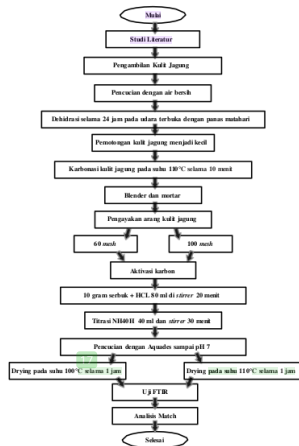 Mulai
Studi Literatur
Pengambilan Kulit Jagung
Pencucian dengan air bersih
Dehidrasi selama 24 jam pada udara terbuka dengan panas matahari
Pemotongan kulit jagung menjadi kecil
Karbonasi kulit jagung pada suhu 110°C selama 10 menit
Blender dan mortar
Pengayakan arang kulit jagung
60 mesh
100 mesh
Aktivasi karbon
10 gram serbuk + HCL 80 ml di stirrer 20 menit
Titrasi NH4OH 40 ml dan stirrer 30 menit
Pencucian dengan Aquades sampai pH 7
Drying pada suhu 100°C selama 1 jam
Drying pada suhu 110°C selama 1 jam
Uji FTIR
Analisis Match
Selesai